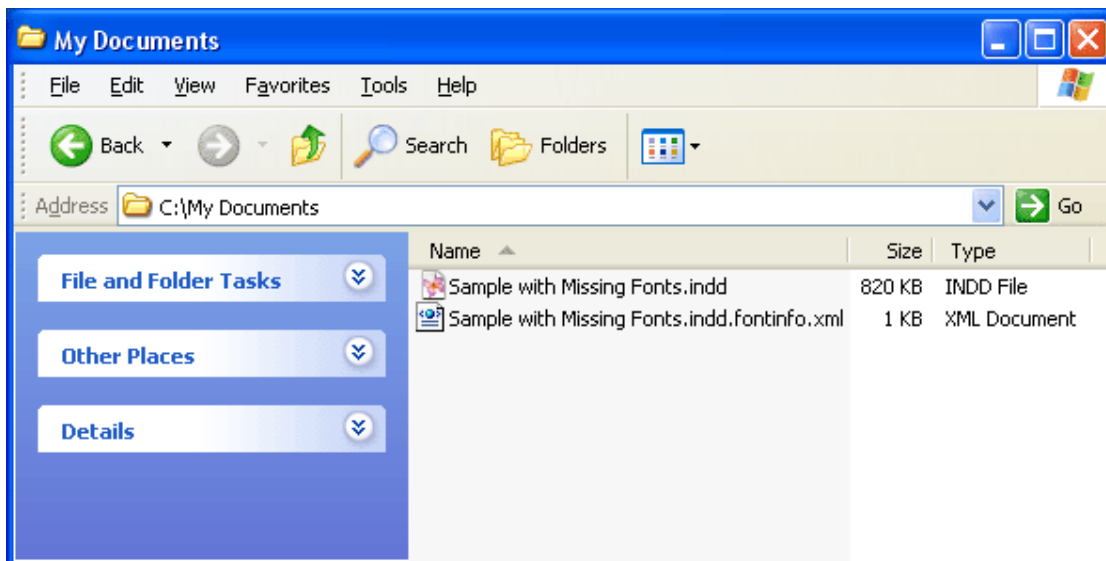 My Documents
File Edit View Favorites Tools Help
Back Search Folders
Address C:\My Documents Go
Name Size Type
File and Folder Tasks
Sample with Missing Fonts.indd 820 KB INDD File
Sample with Missing Fonts.indd.fontinfo.xml 1 KB XML Document
Other Places
Details